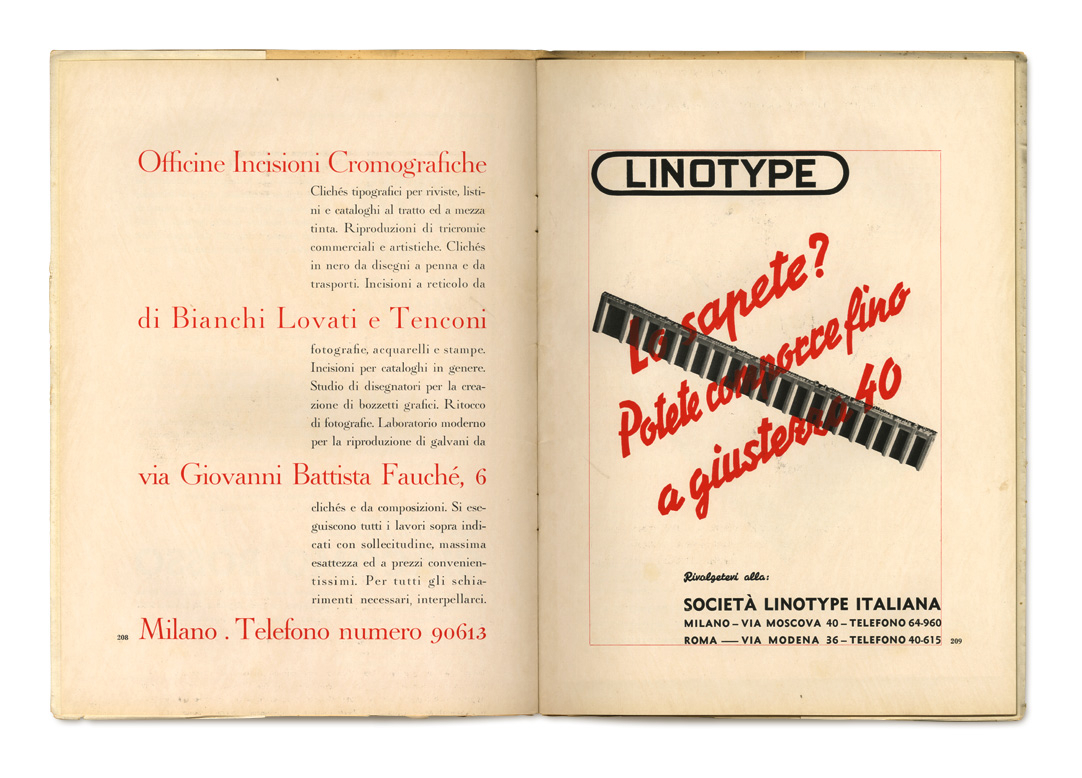 Officine Incisioni Cromografiche
Clichés tipografici per riviste, listi-
ni e cataloghi al tratto ed a mezza
tinta. Riproduzioni di tricromie
commerciali e artistiche. Clichés
in nero da disegni a penna e da
trasporti. Incisioni a reticolo da
di Bianchi Lovati e Tenconi
fotografie, acquarelli e stampe.
Incisioni per cataloghi in genere.
Studio di disegnatori per la crea-
zione di bozzetti grafici. Ritocco
di fotografie. Laboratorio moderno
per la riproduzione di galvani da
via Giovanni Battista Fauché, 6
clichés e da composizioni. Si ese-
guiscono tutti i lavori sopra indi-
cati con sollecitudine, massima
esattezza ed a prezzi convenien-
tissimi. Per tutti gli schia-
rimenti necessari, interpellarci.
208 Milano . Telefono numero 90613
LINOTYPE
Lo sapete?
Potete comporre fino
a giustezza 40
Rivolgetevi alla:
SOCIETÀ LINOTYPE ITALIANA
MILANO – VIA MOSCOVA 40 – TELEFONO 64-960
ROMA — VIA MODENA 36 – TELEFONO 40-615 209